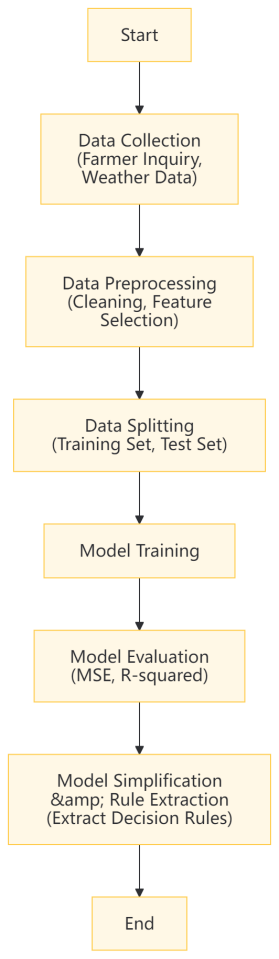 Start
Data Collection
(Farmer Inquiry,
Weather Data)
Data Preprocessing
(Cleaning, Feature
Selection)
Data Splitting
(Training Set, Test Set)
Model Training
Model Evaluation
(MSE, R-squared)
Model Simplification
&amp; Rule Extraction
(Extract Decision Rules)
End